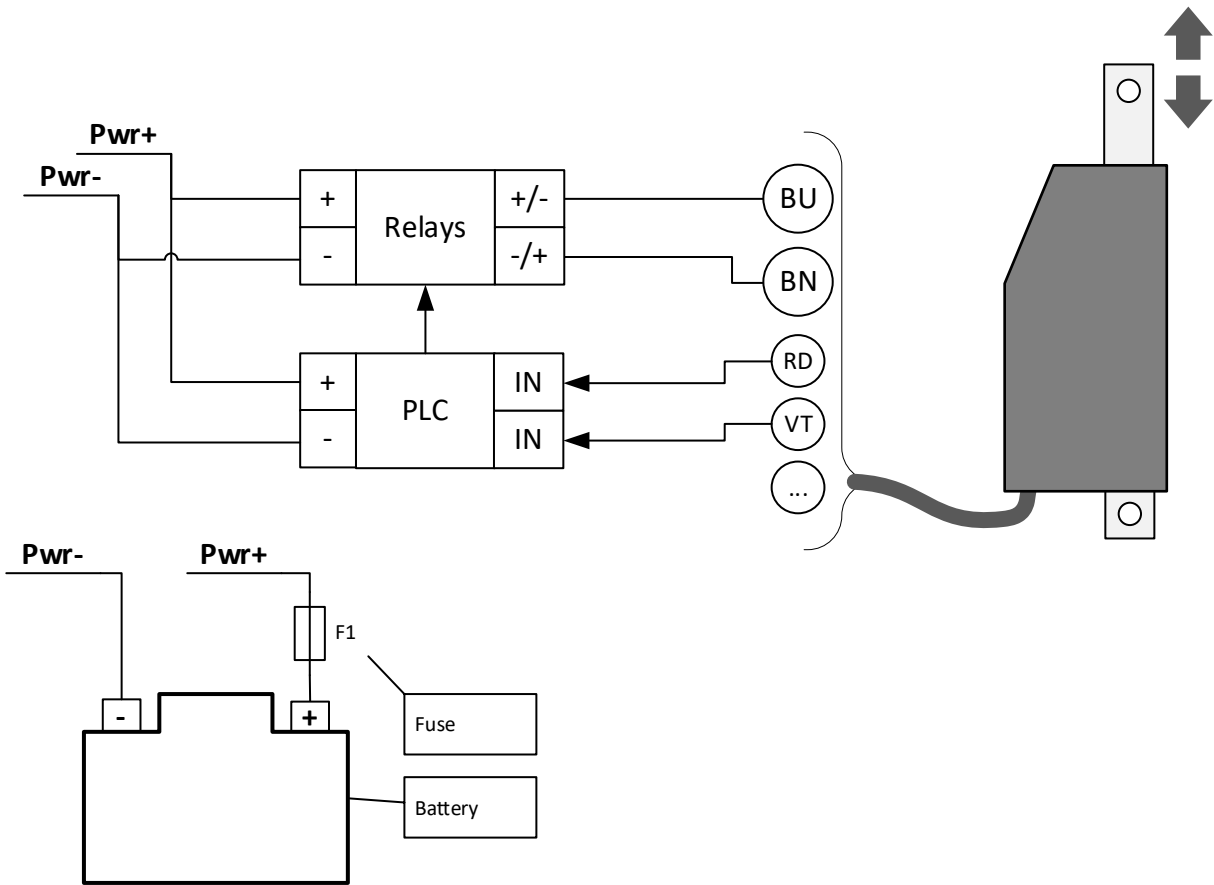 Pwr+
Pwr-
+
Relays
+/-
-
-/+
BU
BN
+
PLC
IN
-
IN
RD
VT
...
Pwr-
Pwr+
F1
-
+
Fuse
Battery